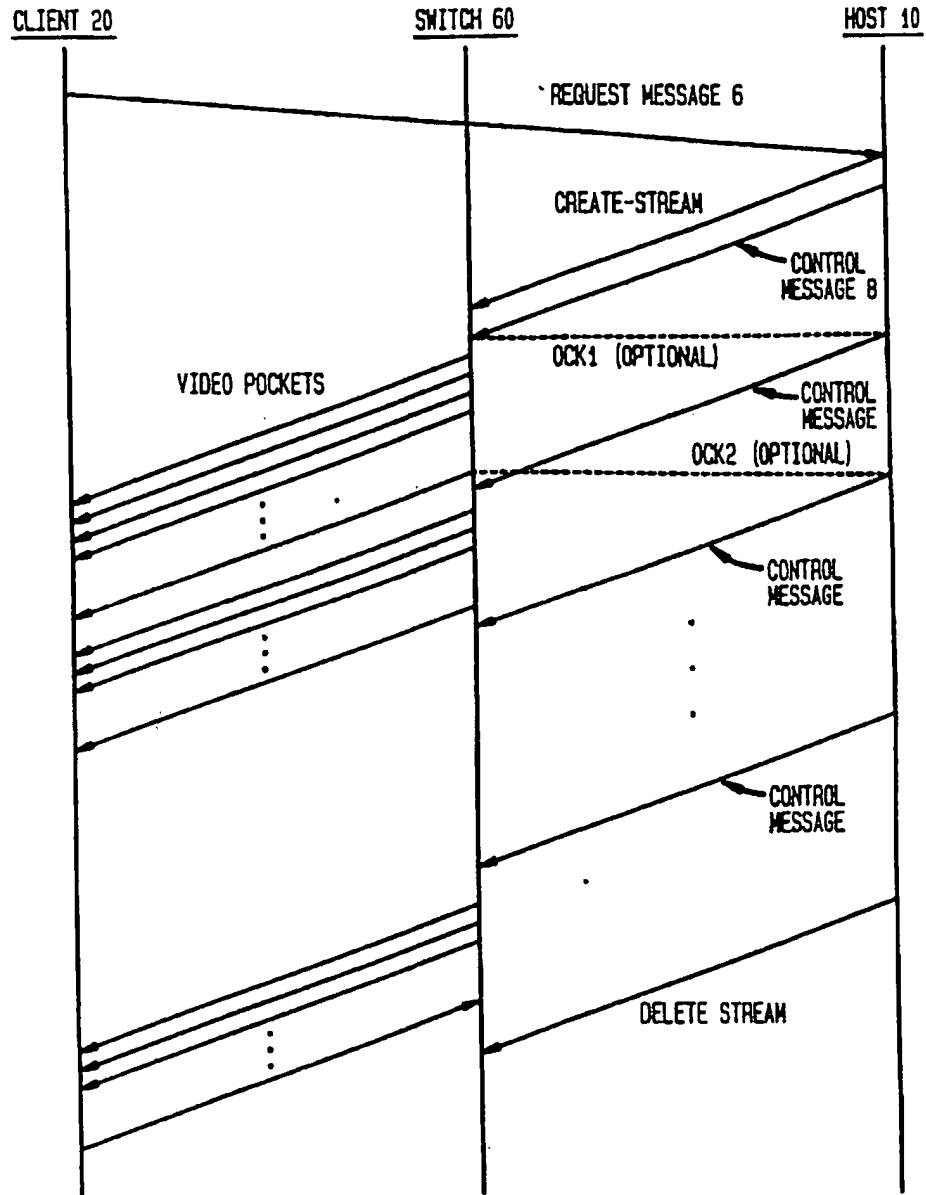 CLIENT 20
SWITCH 60
HOST 10
REQUEST MESSAGE 6
CREATE-STREAM
CONTROL
MESSAGE 8
OCK1 (OPTIONAL)
VIDEO POCKETS
CONTROL
MESSAGE
OCK2 (OPTIONAL)
CONTROL
MESSAGE
CONTROL
MESSAGE
DELETE STREAM